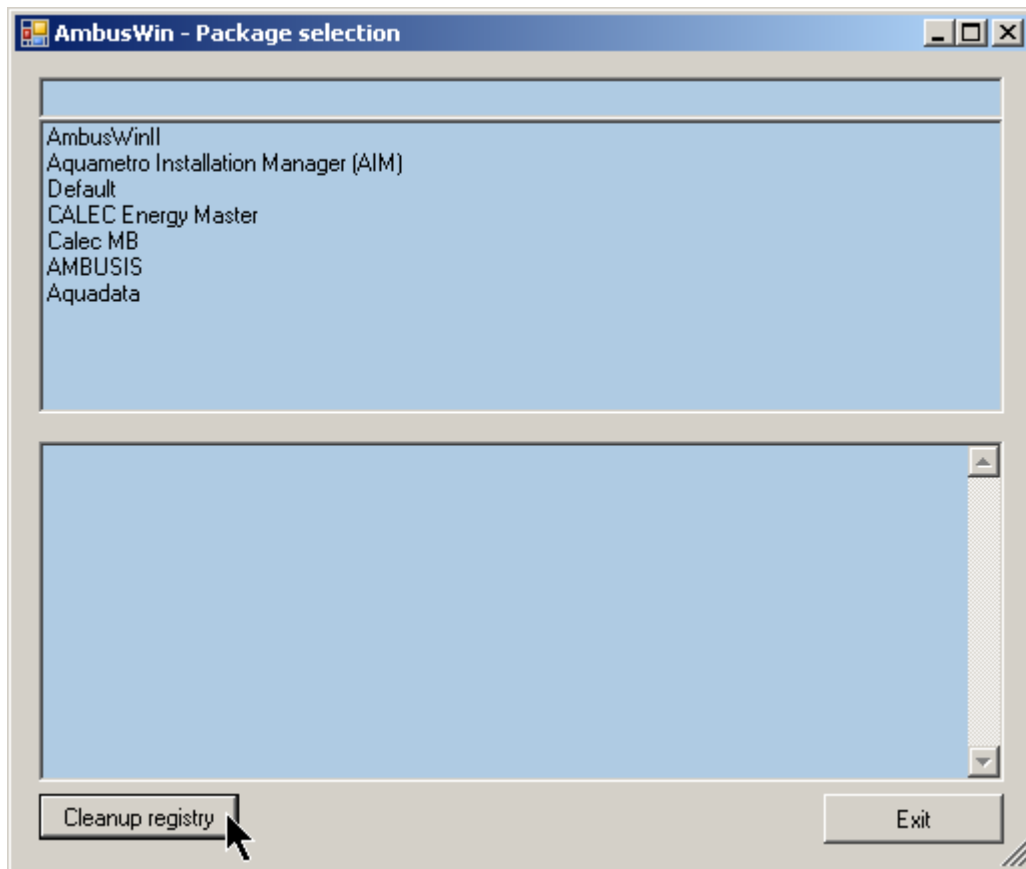 AmbusWin - Package selection
AmbusWinII
Aquametro Installation Manager (AIM)
Default
CALEC Energy Master
Calec MB
AMBUSIS
Aquadata
Cleanup registry
Exit